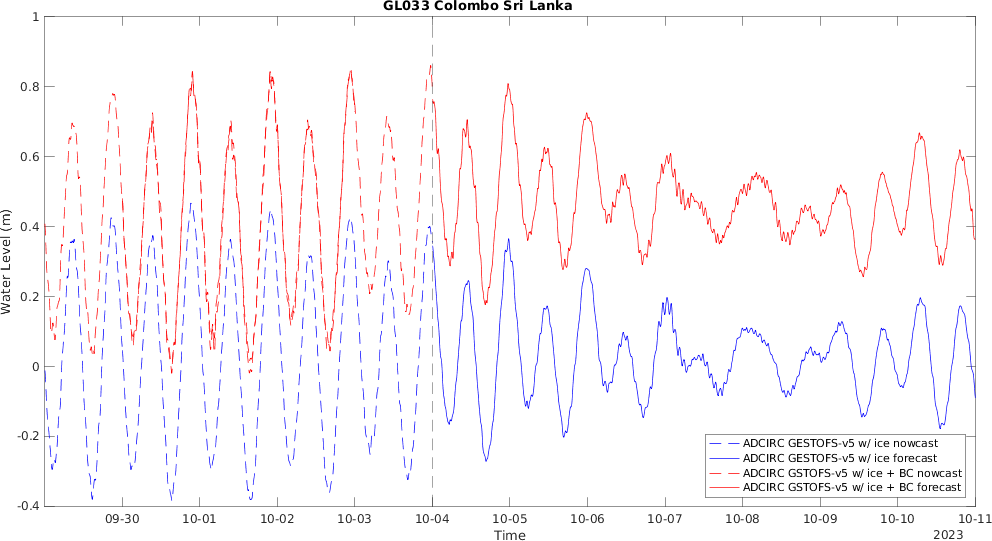 GL033 Colombo Sri Lanka
1
0.8
0.6
0.4
0.2
0
-0.2
-0.4
Water Level (m)
ADCIRC GESTOFS-v5 w/ ice nowcast
ADCIRC GESTOFS-v5 w/ ice forecast
ADCIRC GSTOFS-v5 w/ ice + BC nowcast
ADCIRC GSTOFS-v5 w/ ice + BC forecast
09-30 10-01 10-02 10-03 10-04 10-05 10-06 10-07 10-08 10-09 10-10 10-11
Time
2023